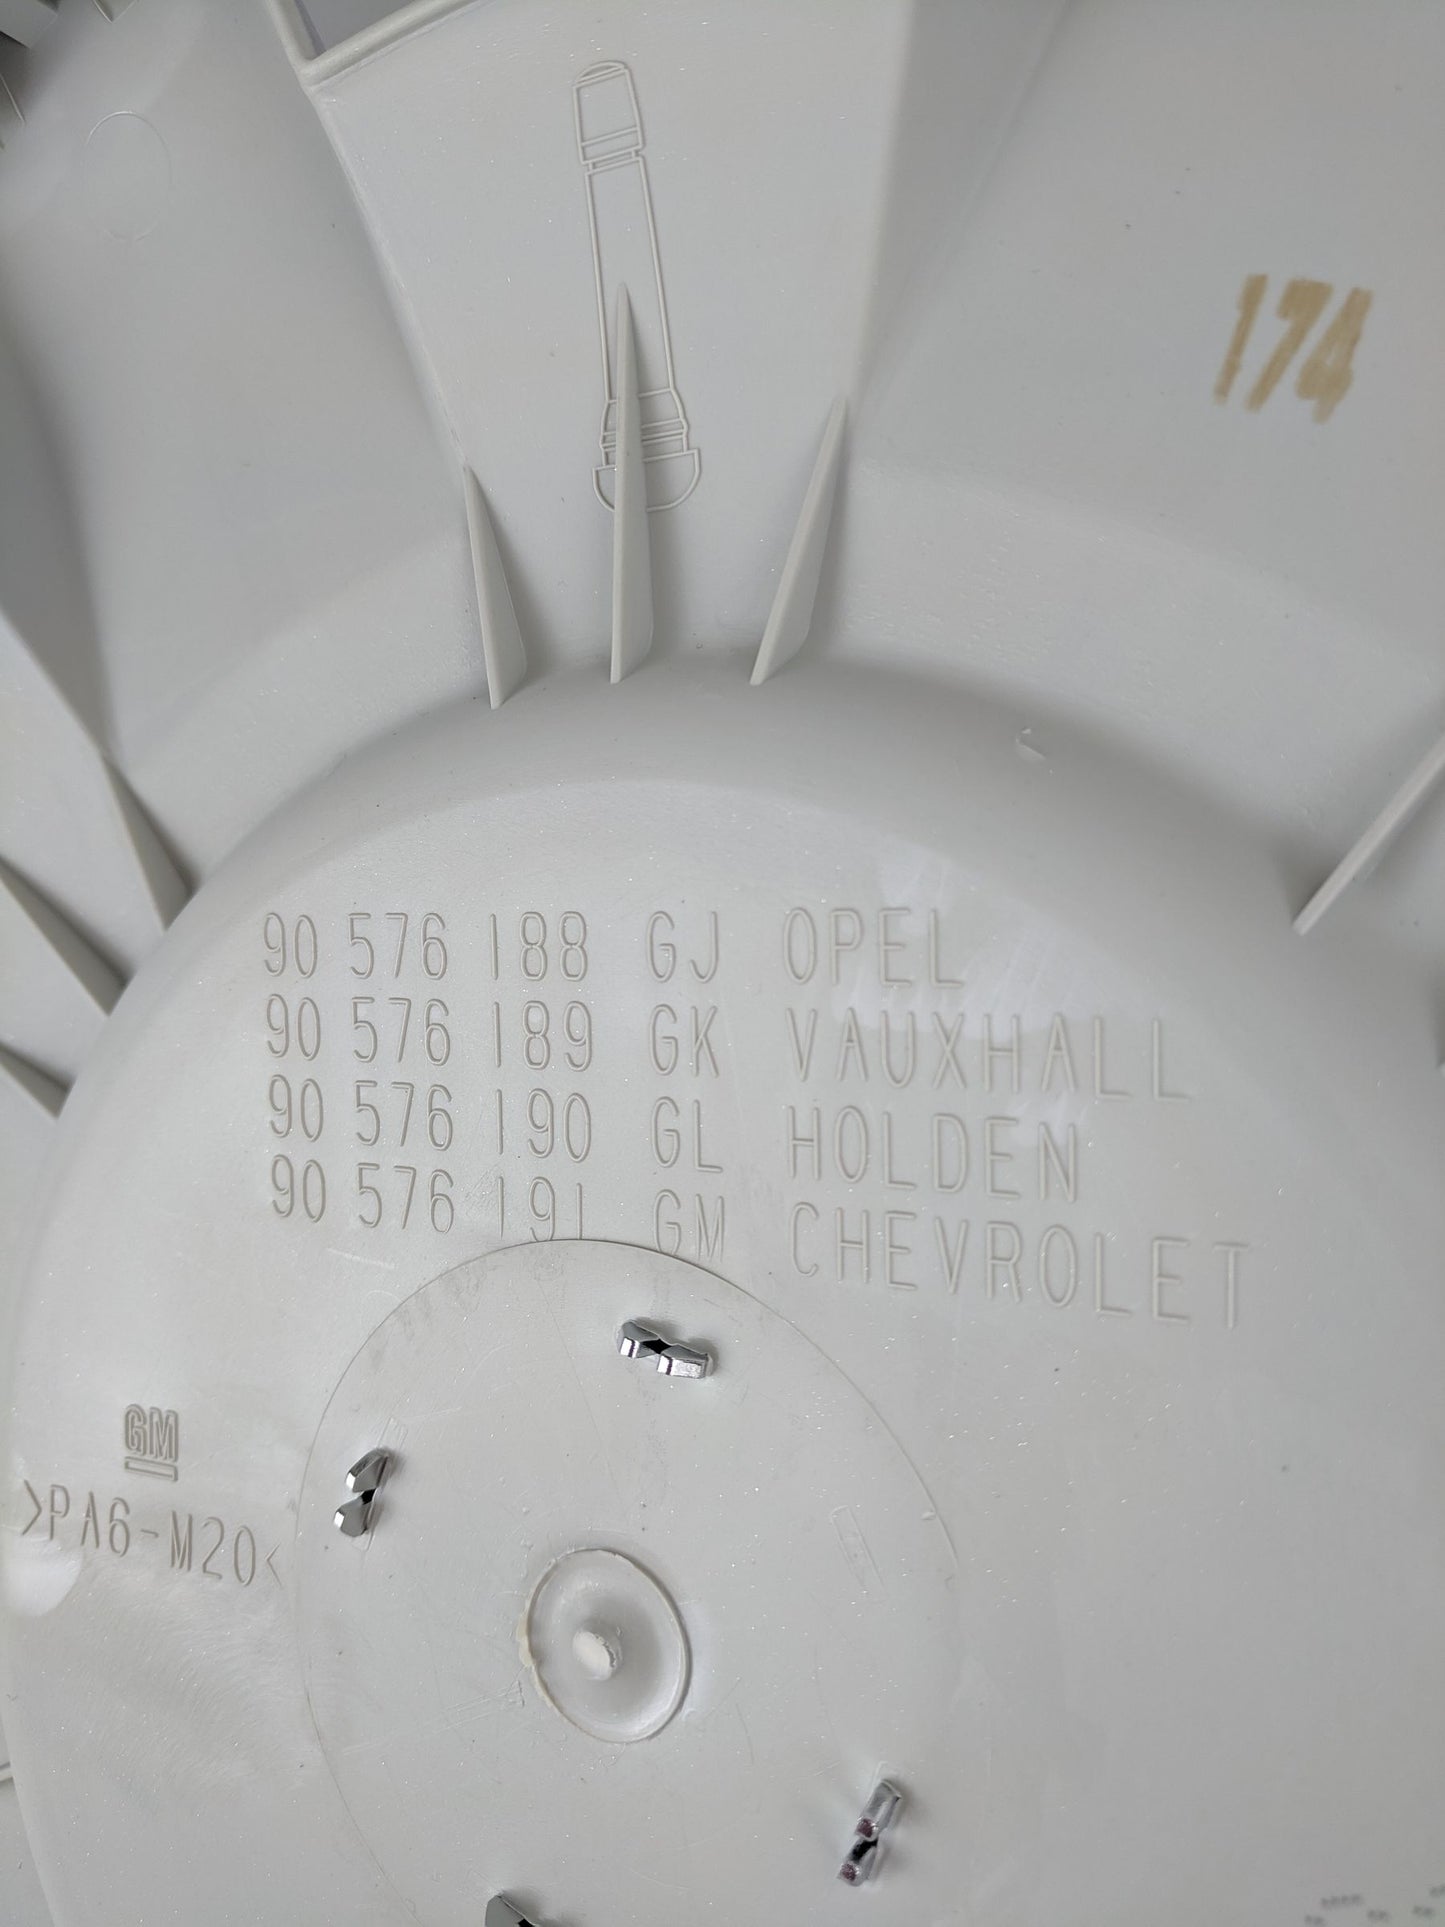 174
90 576 188 GJ OPEL
90 576 189 GK VAUXHALL
90 576 190 GL HOLDEN
90 576 191 GM CHEVROLET
GM
>PA6-M20<